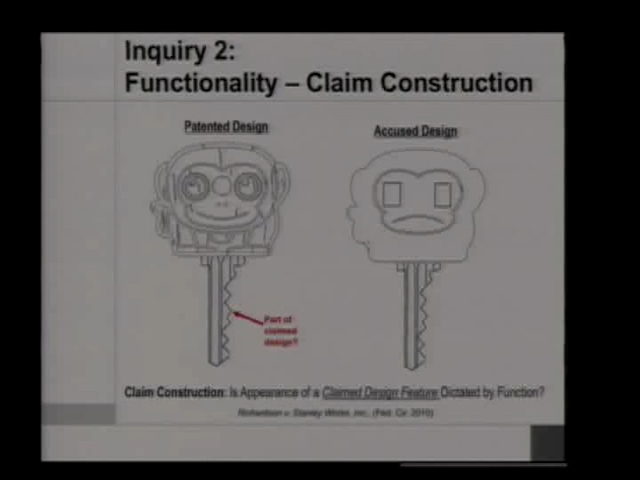 Inquiry 2:
Functionality – Claim Construction
Patented Design
Accused Design
Part of
claimed
design?
Claim Construction: Is Appearance of a Claimed Design Feature Dictated by Function?
Richardson v. Stanley Works, Inc., (Fed. Cir. 2010)